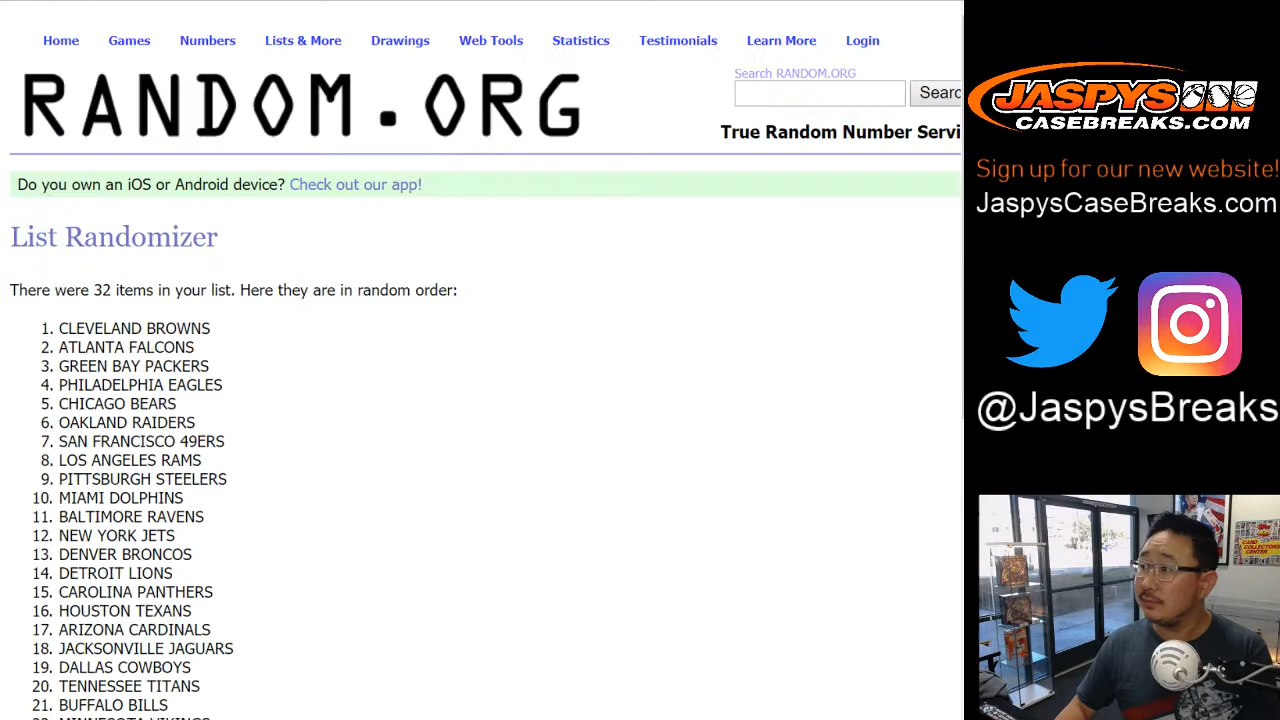 Home Games Numbers Lists & More Drawings Web Tools Statistics Testimonials Learn More Login
RANDOM.ORG
Search RANDOM.ORG
Searc
True Random Number Servi
Do you own an iOS or Android device? Check out our app!
List Randomizer
There were 32 items in your list. Here they are in random order:
1. CLEVELAND BROWNS
2. ATLANTA FALCONS
3. GREEN BAY PACKERS
4. PHILADELPHIA EAGLES
5. CHICAGO BEARS
6. OAKLAND RAIDERS
7. SAN FRANCISCO 49ERS
8. LOS ANGELES RAMS
9. PITTSBURGH STEELERS
10. MIAMI DOLPHINS
11. BALTIMORE RAVENS
12. NEW YORK JETS
13. DENVER BRONCOS
14. DETROIT LIONS
15. CAROLINA PANTHERS
16. HOUSTON TEXANS
17. ARIZONA CARDINALS
18. JACKSONVILLE JAGUARS
19. DALLAS COWBOYS
20. TENNESSEE TITANS
21. BUFFALO BILLS
JASPYS
CASEBREAKS.COM
Sign up for our new website!
JaspysCaseBreaks.com
@JaspysBreaks
CARD
COLLECTORS
CENTER